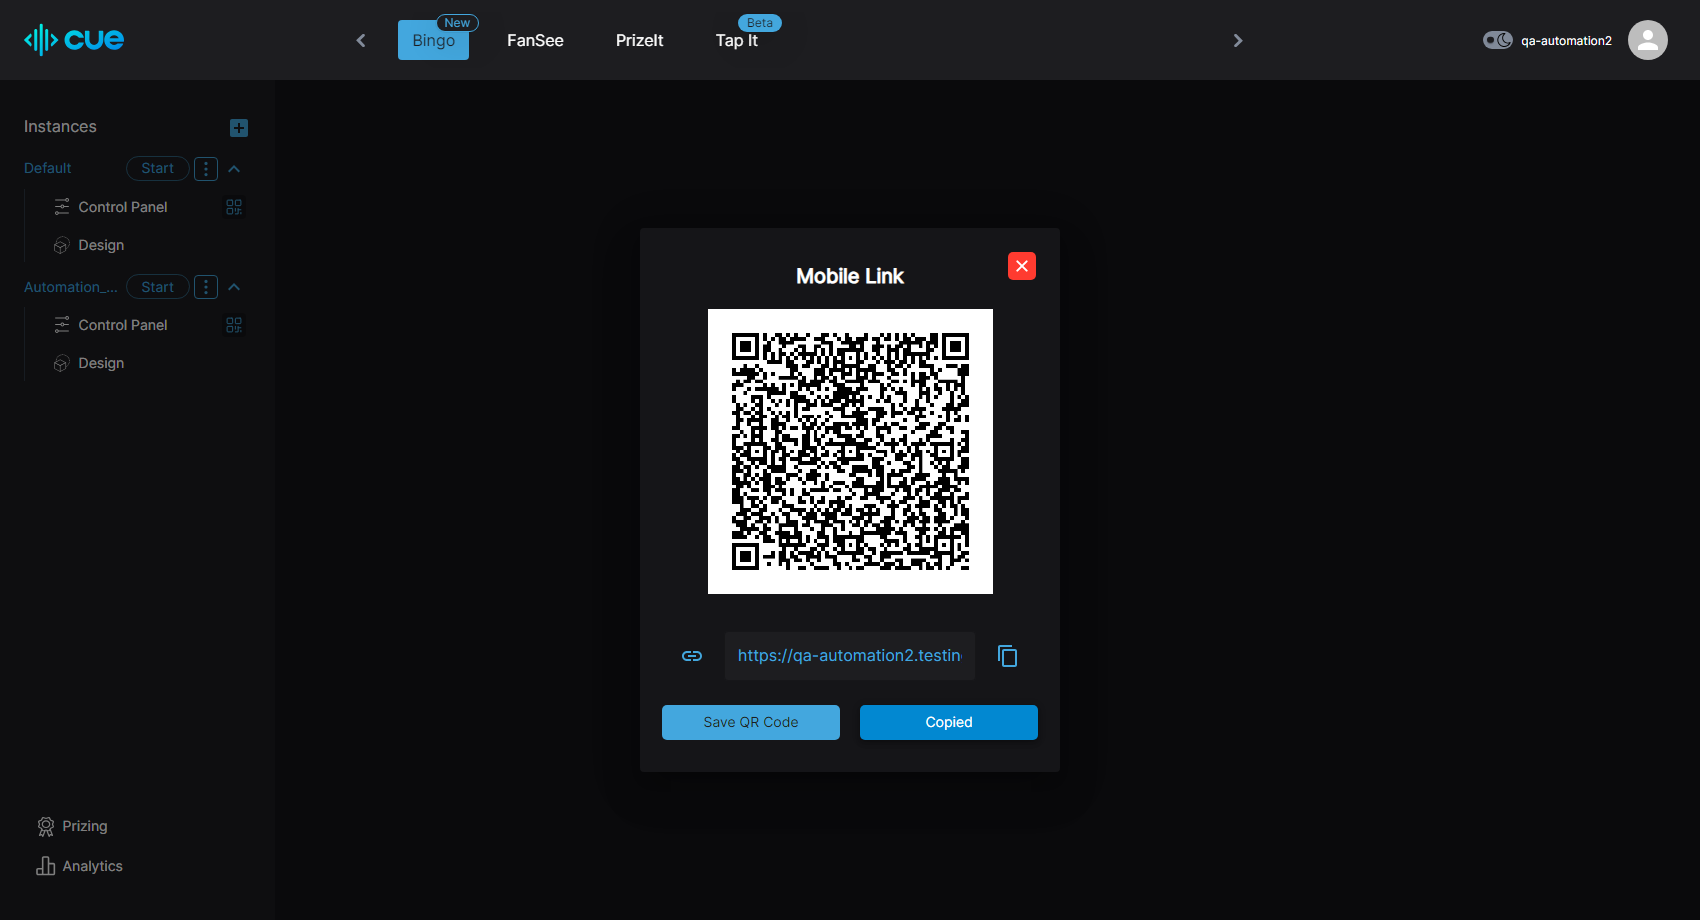 cue
Bingo
New
FanSee
PrizeIt
Tap It
Beta
qa-automation2
Instances
Default
Start
Control Panel
Design
Automation_...
Start
Control Panel
Design
Mobile Link
https://qa-automation2.testin
Save QR Code
Copied
Prizing
Analytics